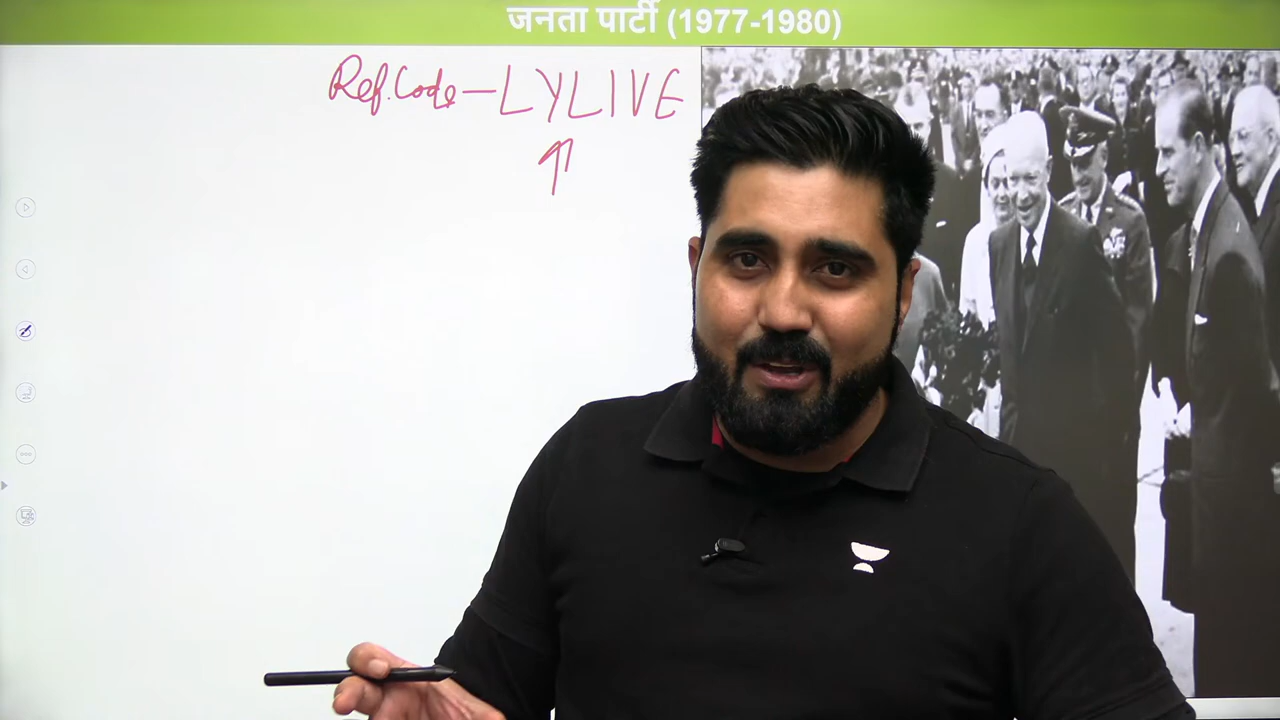 जनता पार्टी (1977-1980)
Ref. Code - LYLIVE